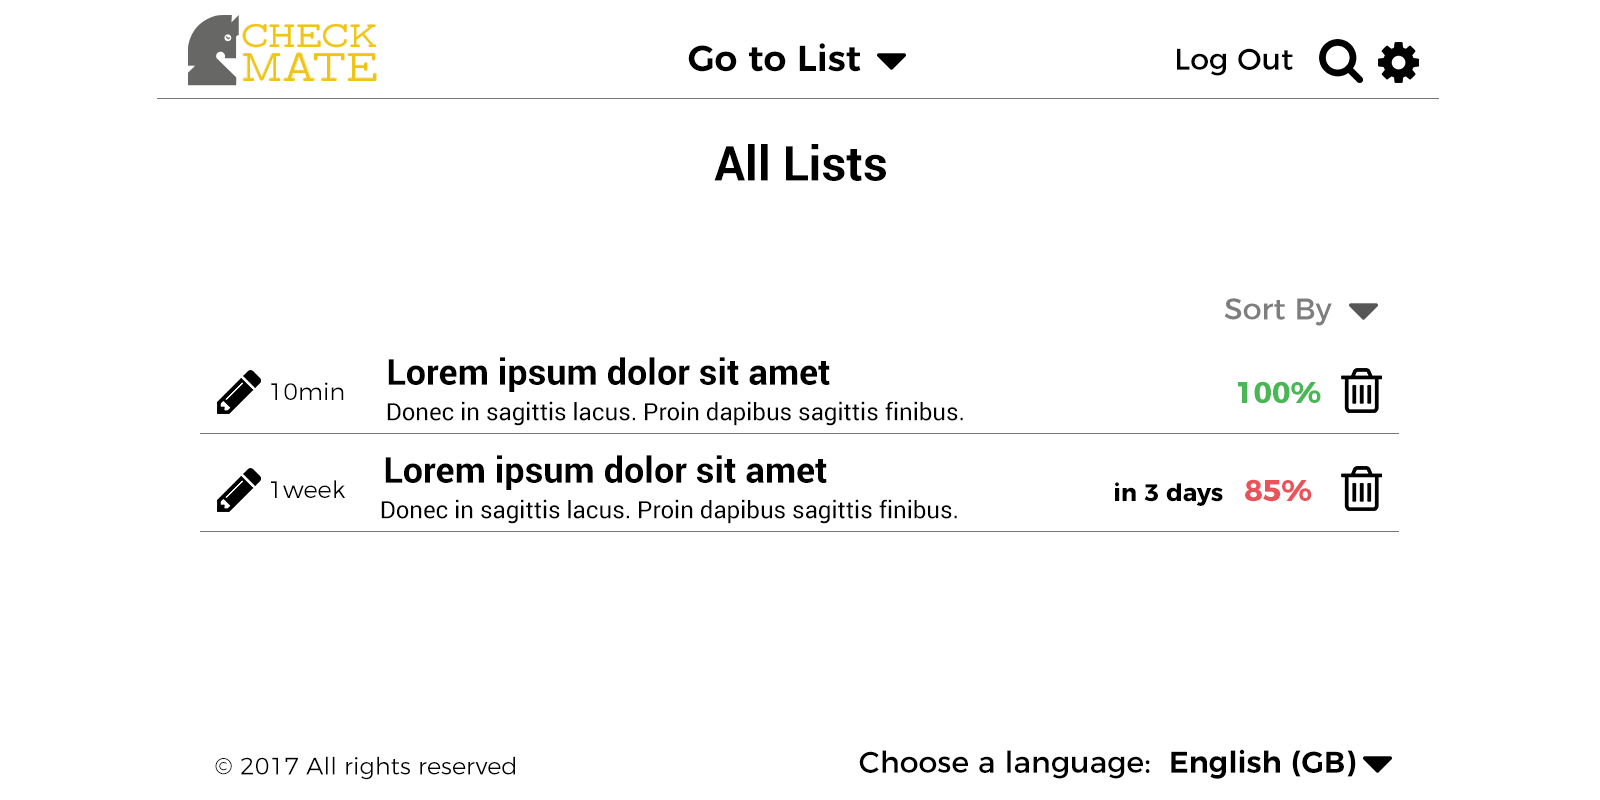 CHECK
MATE
Go to List
Log Out
All Lists
Sort By
10min
Lorem ipsum dolor sit amet
Donec in sagittis lacus. Proin dapibus sagittis finibus.
100%
1week
Lorem ipsum dolor sit amet
Donec in sagittis lacus. Proin dapibus sagittis finibus.
in 3 days 85%
© 2017 All rights reserved
Choose a language: English (GB)